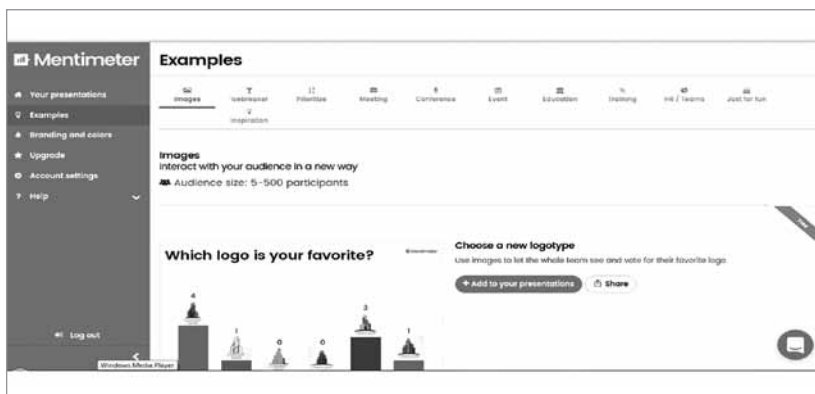 Mentimeter
Your presentations
Examples
Branding and colors
Upgrade
Account settings
? Help
Log out
Windows Media Player
Examples
Images
Icebreaker
Prioritize
Meeting
Conference
Event
Education
Training
HR / Teams
Just for fun
Inspiration
Images
Interact with your audience in a new way
Audience size: 5-500 participants
Which logo is your favorite?
Mentimeter
4
1
0
0
3
1
Choose a new logotype
Use images to let the whole team see and vote for their favorite logo
+ Add to your presentations
Share